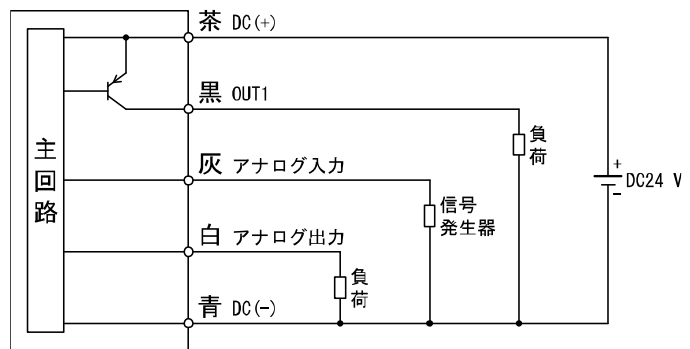 茶 DC(+)
黒 OUT1
負荷
主回路
灰 アナログ入力
+
DC24 V
-
信号
発生器
白 アナログ出力
負荷
青 DC(-)